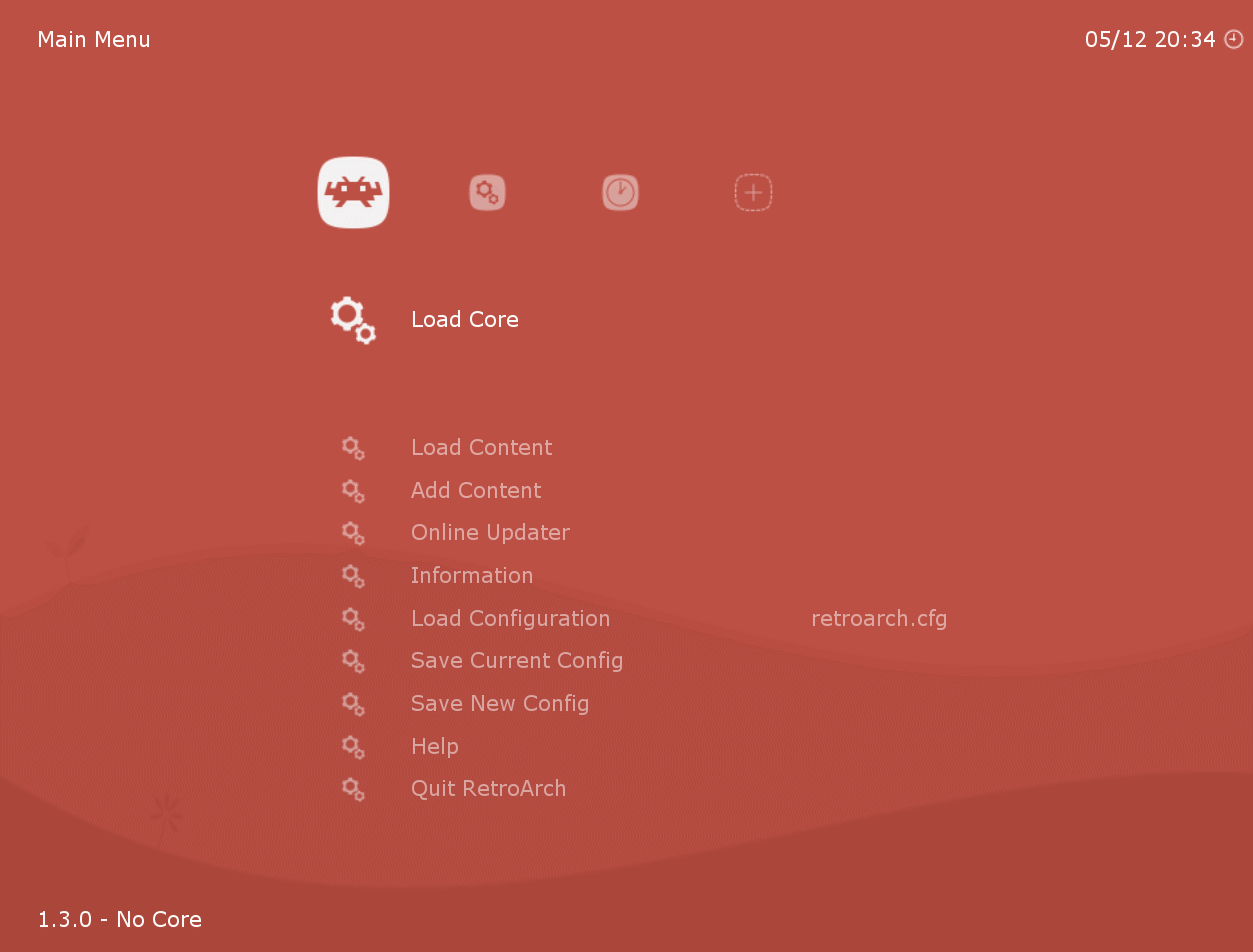 Main Menu
05/12 20:34
Load Core
Load Content
Add Content
Online Updater
Information
Load Configuration retroarch.cfg
Save Current Config
Save New Config
Help
Quit RetroArch
1.3.0 - No Core